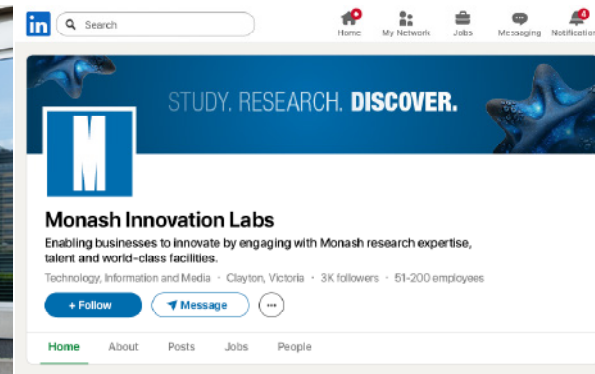 in Search
Home My Network Jobs Messaging Notification
STUDY. RESEARCH. DISCOVER.
M
Monash Innovation Labs
Enabling businesses to innovate by engaging with Monash research expertise,
talent and world-class facilities.
Technology, Information and Media · Clayton, Victoria · 3K followers · 51-200 employees
+ Follow Message ...
Home About Posts Jobs People